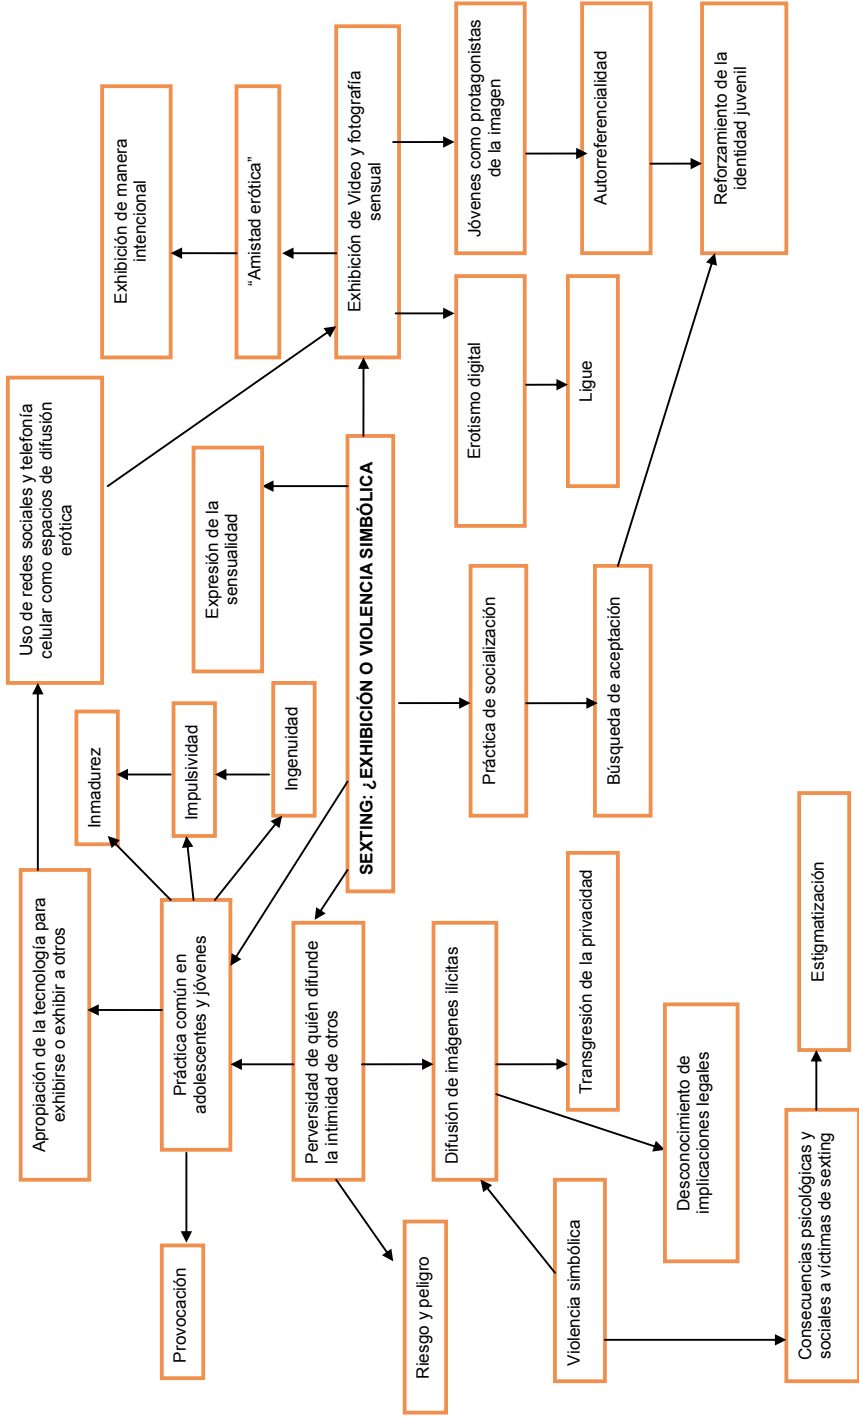 Provocación
Apropiación de la tecnología para
exhibirse o exhibir a otros
Uso de redes sociales y telefonía
celular como espacios de difusión
erótica
Exhibición de manera
intencional
Práctica común en
adolescentes y jóvenes
Inmadurez
Impulsividad
Ingenuidad
Expresión de la
sensualidad
“Amistad erótica”
Riesgo y peligro
Perversidad de quién difunde
la intimidad de otros
SEXTING: ¿EXHIBICIÓN O VIOLENCIA SIMBÓLICA
Exhibición de Video y fotografía
sensual
Difusión de imágenes ilícitas
Práctica de socialización
Erotismo digital
Jóvenes como protagonistas
de la imagen
Violencia simbólica
Transgresión de la privacidad
Búsqueda de aceptación
Ligue
Autorreferencialidad
Desconocimiento de
implicaciones legales
Reforzamiento de la
identidad juvenil
Consecuencias psicológicas y
sociales a víctimas de sexting
Estigmatización